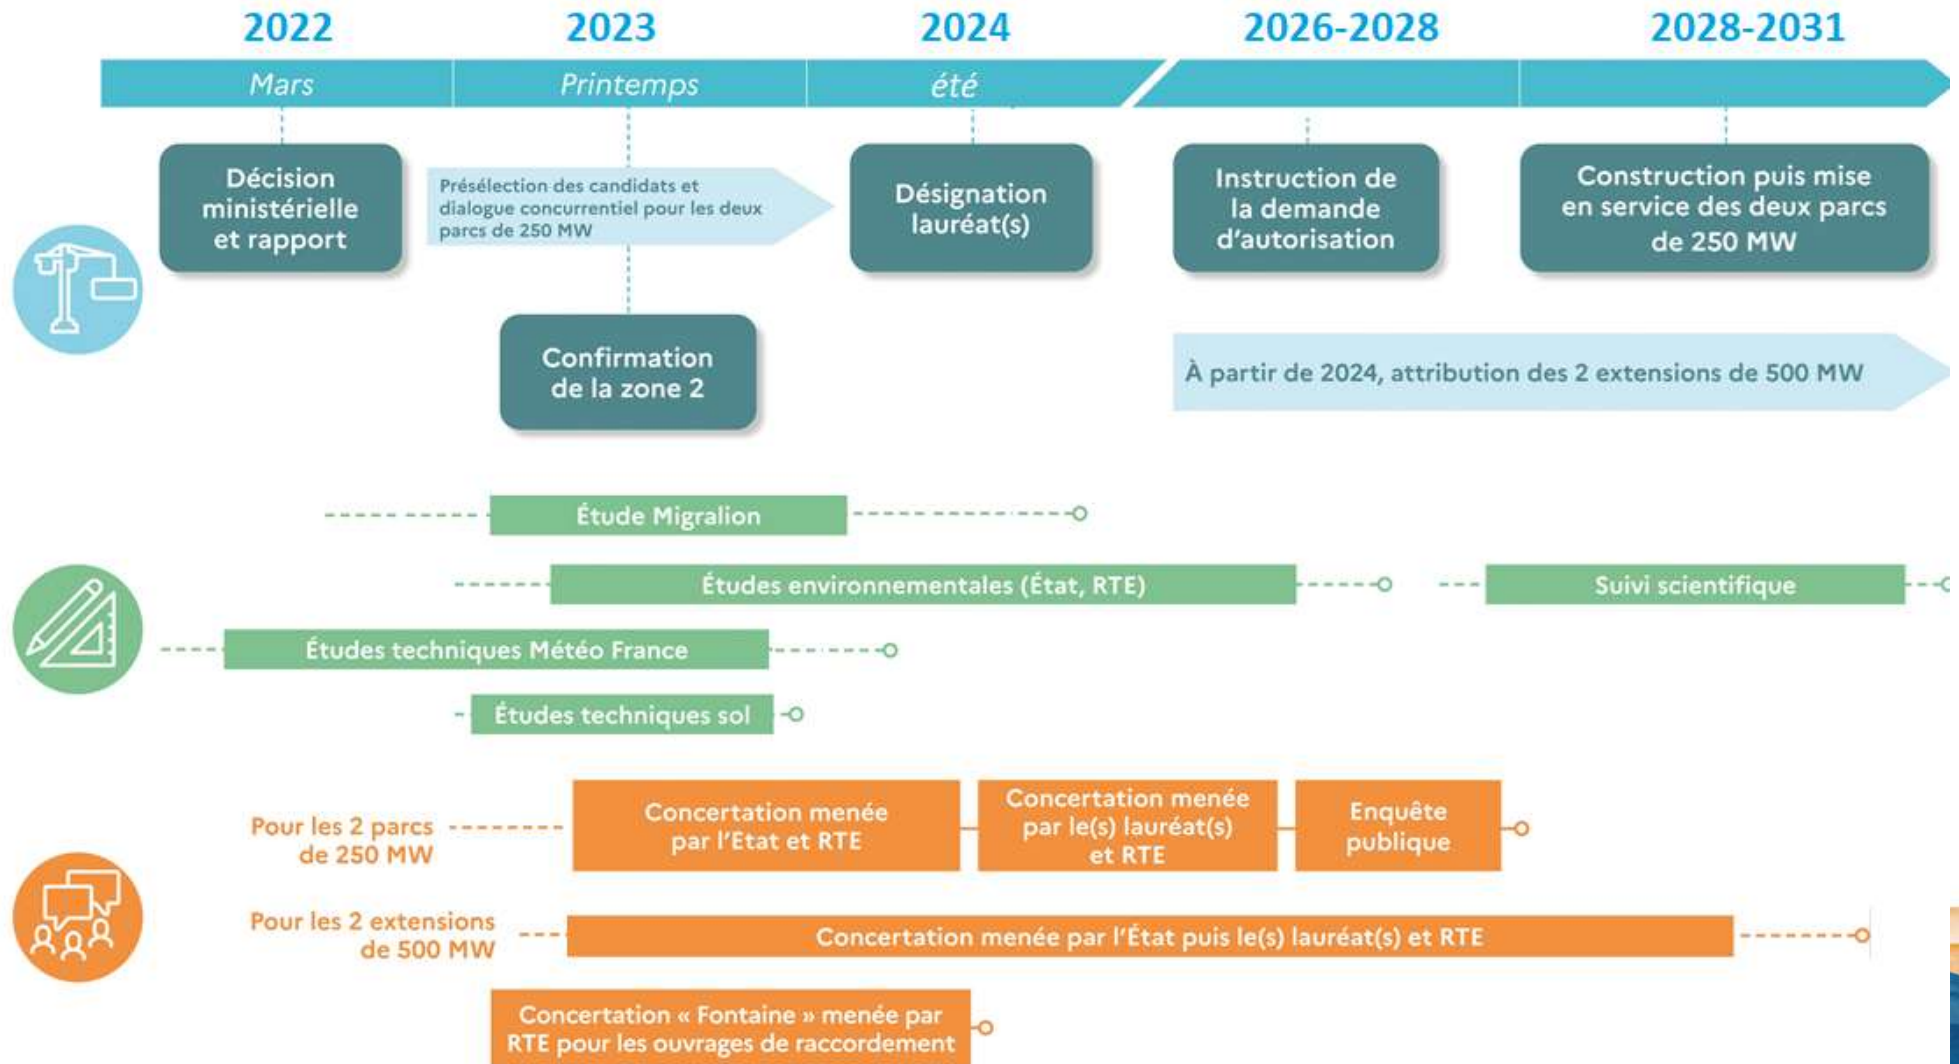 2022
2023
2024
2026-2028
2028-2031
Mars
Printemps
été
Décision
ministérielle
et rapport
Présélection des candidats et
dialogue concurrentiel pour les deux
parcs de 250 MW
Désignation
lauréat(s)
Instruction de
la demande
d'autorisation
Construction puis mise
en service des deux parcs
de 250 MW
Confirmation
de la zone 2
À partir de 2024, attribution des 2 extensions de 500 MW
Étude Migralion
Études environnementales (État, RTE)
Suivi scientifique
Études techniques Météo France
Études techniques sol
Pour les 2 parcs
de 250 MW
Concertation menée
par l'Etat et RTE
Concertation menée
par le(s) lauréat(s)
et RTE
Enquête
publique
Pour les 2 extensions
de 500 MW
Concertation menée par l'État puis le(s) lauréat(s) et RTE
Concertation « Fontaine » menée par
RTE pour les ouvrages de raccordement